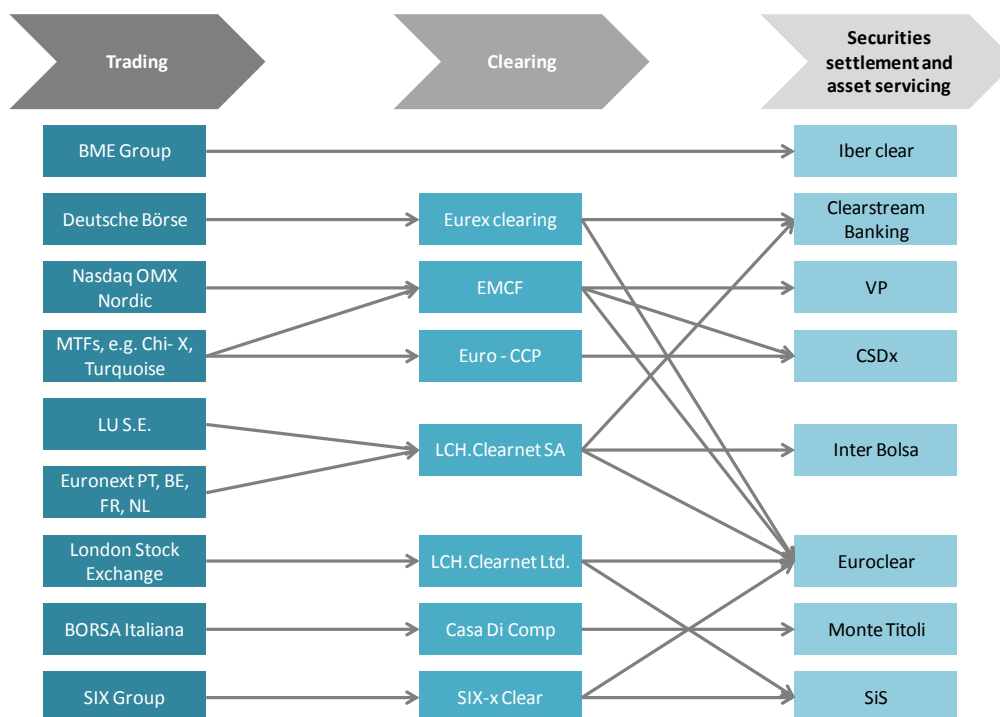 Trading
Clearing
Securities
settlement and
asset servicing
BME Group
Iber clear
Deutsche Börse
Eurex clearing
Clearstream
Banking
Nasdaq OMX
Nordic
EMCF
VP
MTFs, e.g. Chi- X,
Turquoise
Euro - CCP
CSDx
LU S.E.
LCH.Clearnet SA
Inter Bolsa
Euronext PT, BE,
FR, NL
London Stock
Exchange
LCH.Clearnet Ltd.
Euroclear
BORSA Italiana
Casa Di Comp
Monte Titoli
SIX Group
SIX-x Clear
SiS